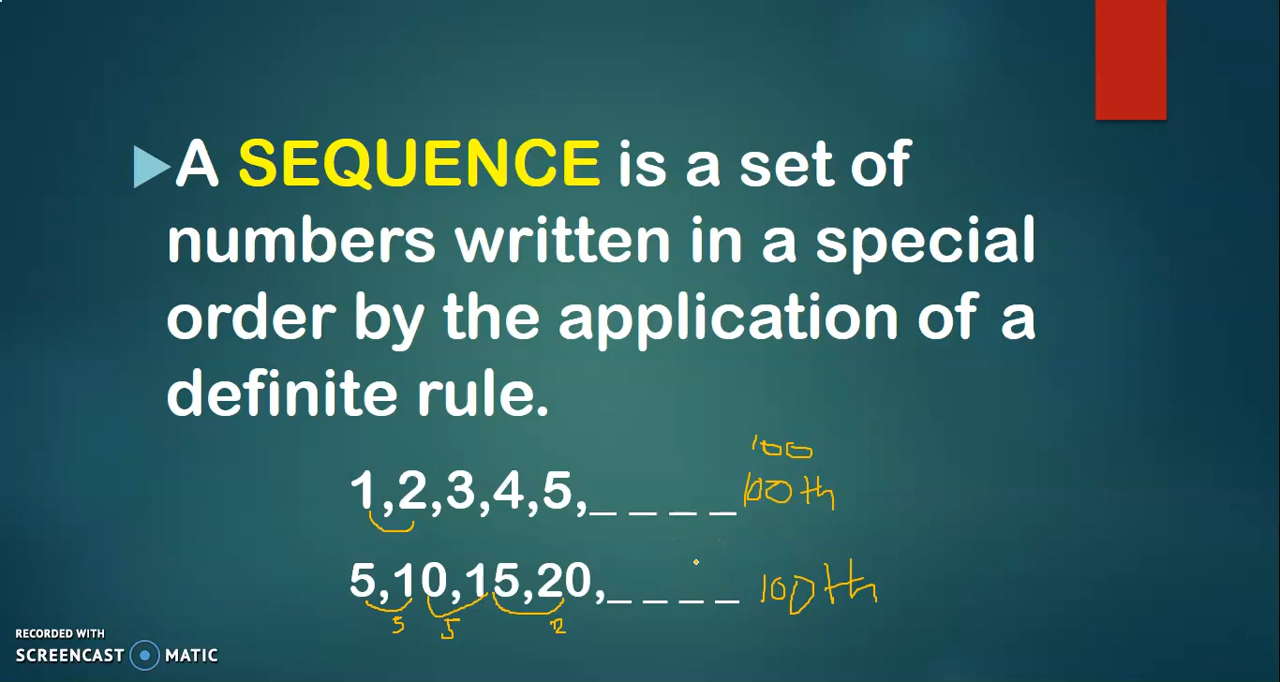 A SEQUENCE is a set of
numbers written in a special
order by the application of a
definite rule.
100
1,2,3,4,5,_ _ _ _ 100th
5,10,15,20,_ _ _ _ 100th
5 5
RECORDED WITH
SCREENCAST MATIC